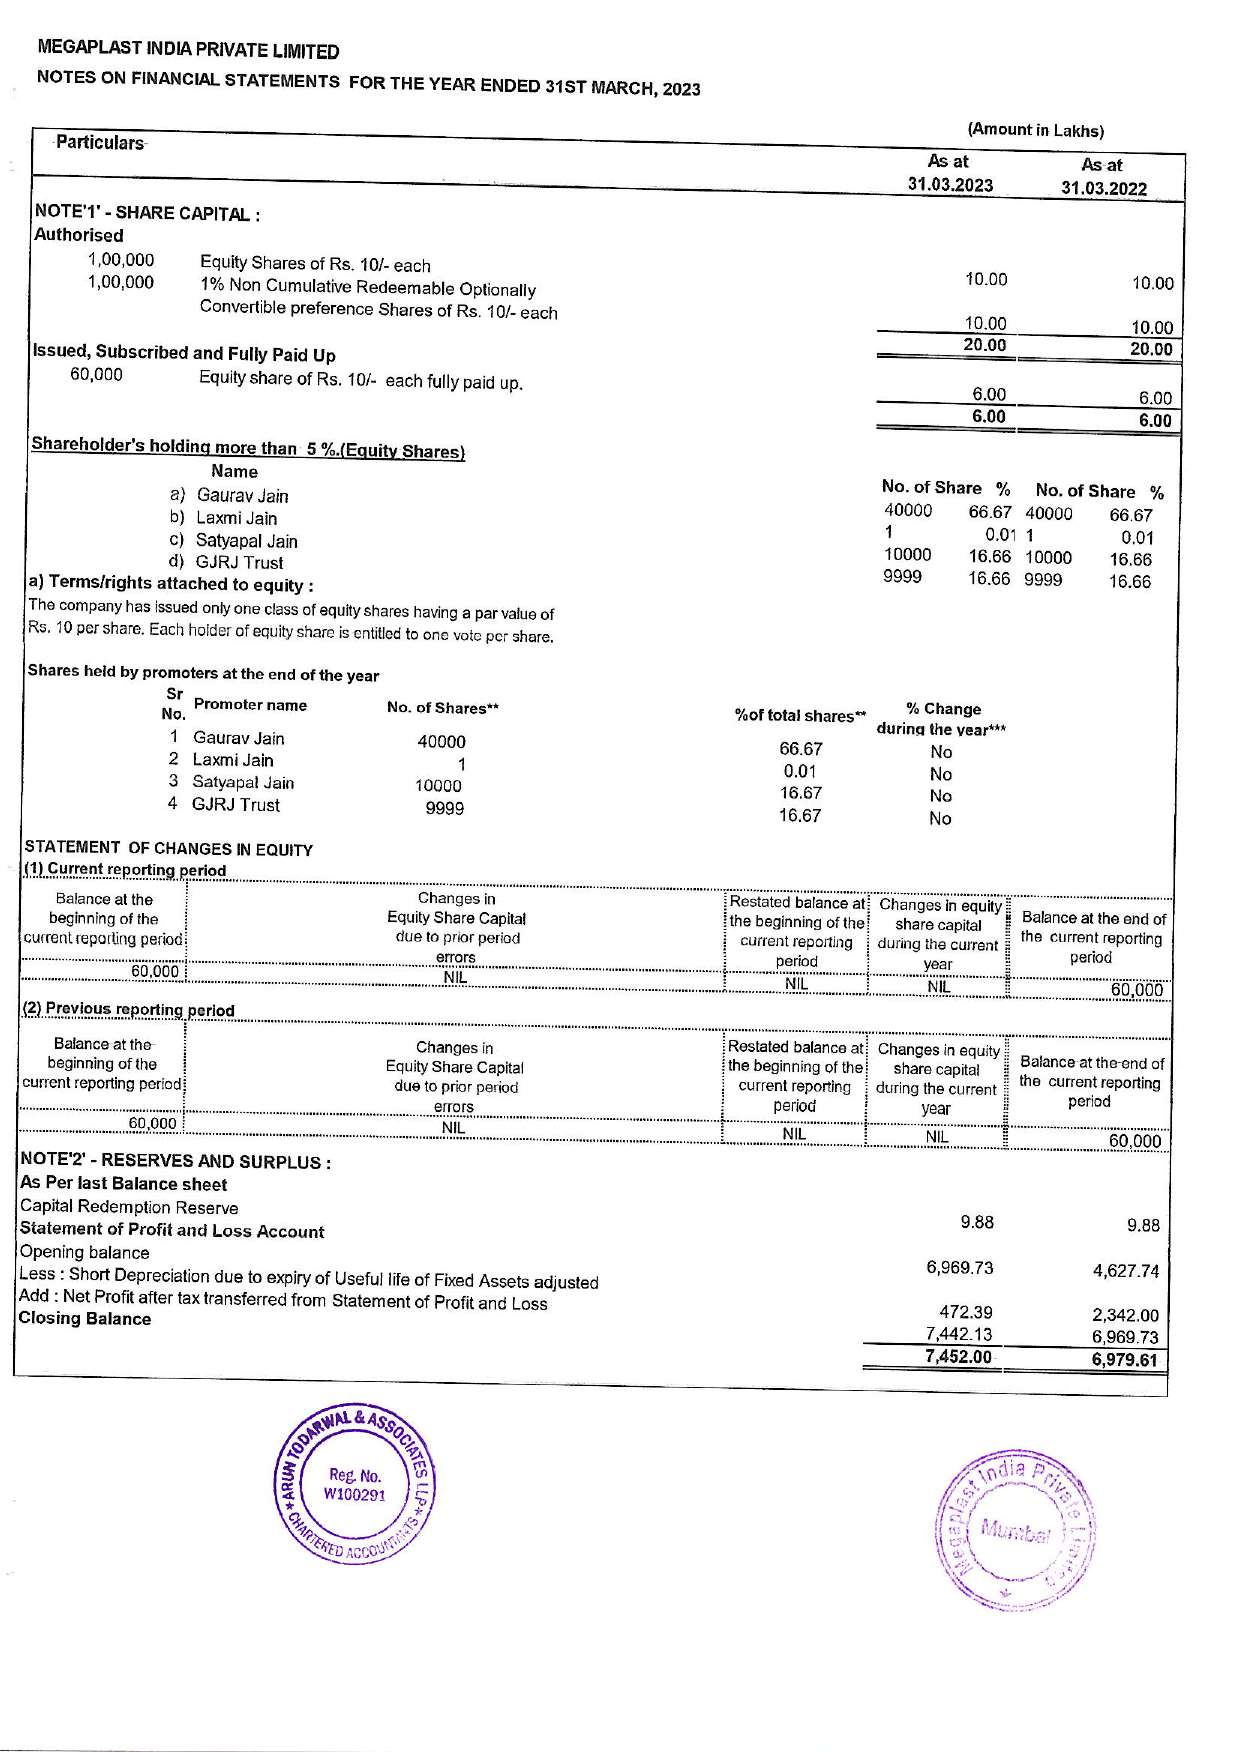 MEGAPLAST INDIA PRIVATE LIMITED
NOTES ON FINANCIAL STATEMENTS FOR THE YEAR ENDED 31ST MARCH, 2023
(Amount in Lakhs)
Particulars As at 31.03.2023 As at 31.03.2022
NOTE'1' - SHARE CAPITAL :
Authorised
1,00,000 Equity Shares of Rs. 10/- each 10.00 10.00
1,00,000 1% Non Cumulative Redeemable Optionally
Convertible preference Shares of Rs. 10/- each 10.00 10.00
20.00 20.00
Issued, Subscribed and Fully Paid Up
60,000 Equity share of Rs. 10/- each fully paid up. 6.00 6.00
6.00 6.00
Shareholder's holding more than 5 %.(Equity Shares)
Name No. of Share % No. of Share %
a) Gaurav Jain 40000 66.67 40000 66.67
b) Laxmi Jain 1 0.01 1 0.01
c) Satyapal Jain 10000 16.66 10000 16.66
d) GJRJ Trust 9999 16.66 9999 16.66
a) Terms/rights attached to equity :
The company has issued only one class of equity shares having a par value of
Rs. 10 per share. Each holder of equity share is entitled to one vote per share.
Shares held by promoters at the end of the year
Sr No. Promoter name No. of Shares** %of total shares** % Change during the year***
1 Gaurav Jain 40000 66.67 No
2 Laxmi Jain 1 0.01 No
3 Satyapal Jain 10000 16.67 No
4 GJRJ Trust 9999 16.67 No
STATEMENT OF CHANGES IN EQUITY
(1) Current reporting period
Balance at the beginning of the current reporting period Changes in Equity Share Capital due to prior period errors Restated balance at the beginning of the current reporting period Changes in equity share capital during the current year Balance at the end of the current reporting period
60,000 NIL NIL NIL 60,000
(2) Previous reporting period
Balance at the beginning of the current reporting period Changes in Equity Share Capital due to prior period errors Restated balance at the beginning of the current reporting period Changes in equity share capital during the current year Balance at the end of the current reporting period
60,000 NIL NIL NIL 60,000
NOTE'2' - RESERVES AND SURPLUS :
As Per last Balance sheet
Capital Redemption Reserve 9.88 9.88
Statement of Profit and Loss Account
Opening balance 6,969.73 4,627.74
Less : Short Depreciation due to expiry of Useful life of Fixed Assets adjusted
Add : Net Profit after tax transferred from Statement of Profit and Loss 472.39 2,342.00
Closing Balance 7,442.13 6,969.73
7,452.00 6,979.61
ARUN TODARWAL & ASSOCIATES LLP
CHARTERED ACCOUNTANTS
Reg. No.
W100291
Megaplast India Private Limited
Mumbai